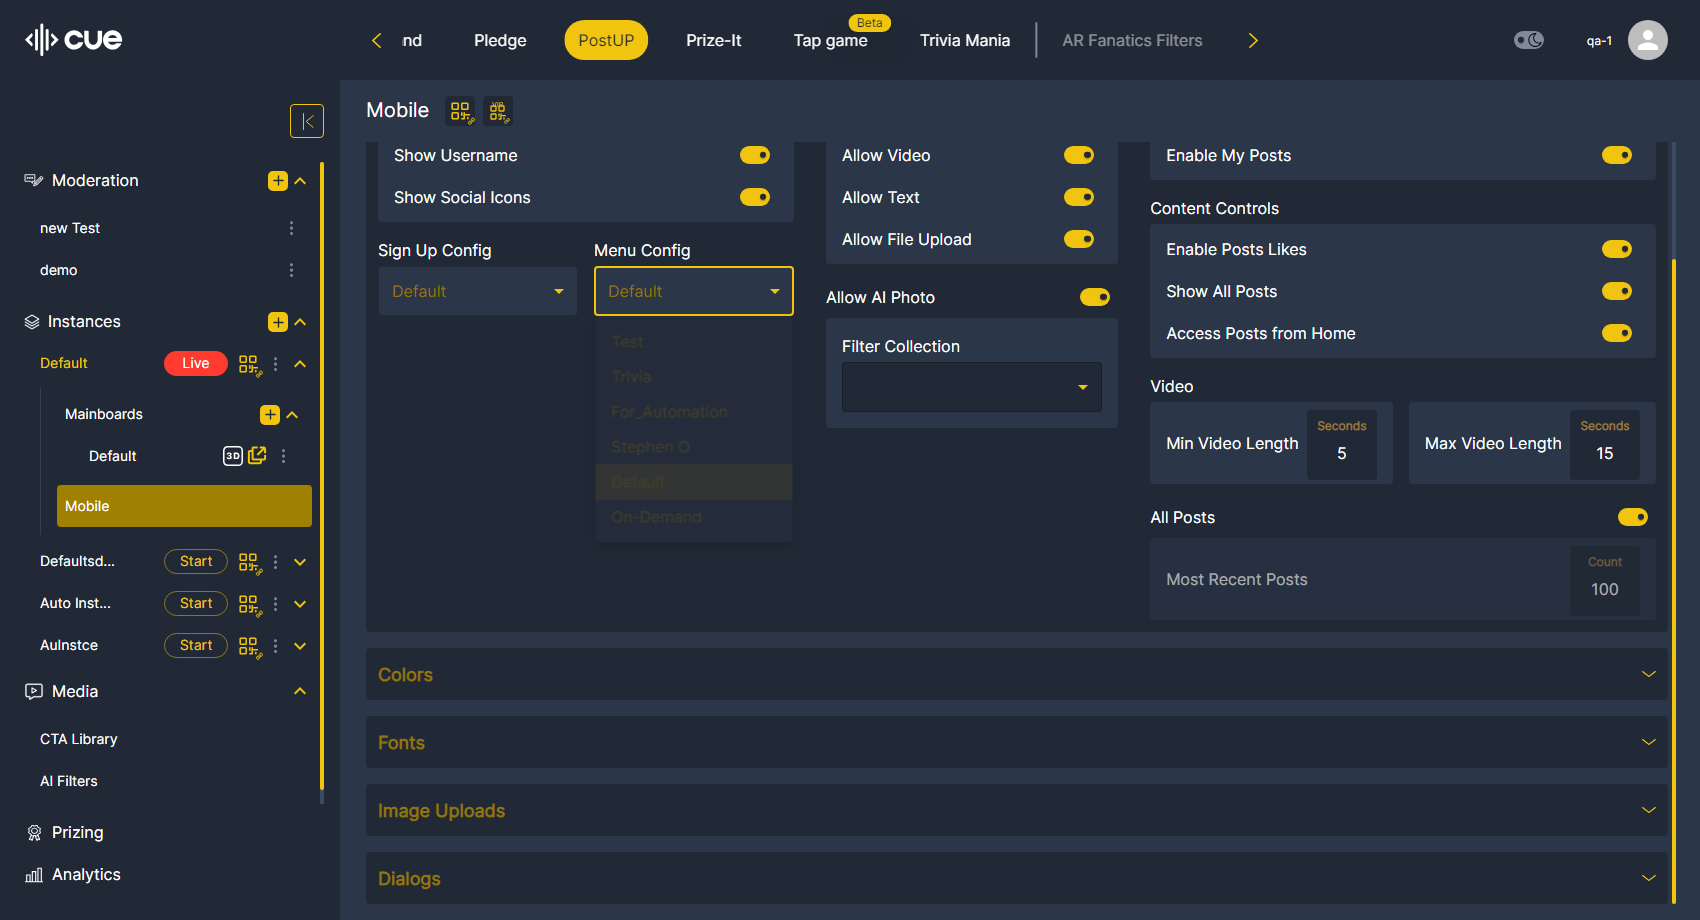 cue
nd
Pledge
PostUP
Prize-It
Beta
Tap game
Trivia Mania
AR Fanatics Filters
qa-1
Moderation
new Test
demo
Instances
Default
Live
Mainboards
Default
3D
Mobile
Defaultsd...
Start
Auto Inst...
Start
AuInstce
Start
Media
CTA Library
AI Filters
Prizing
Analytics
Mobile
VIP
Show Username
Show Social Icons
Sign Up Config
Default
Menu Config
Default
Test
Trivia
For_Automation
Stephen O
Default
On-Demand
Allow Video
Allow Text
Allow File Upload
Allow AI Photo
Filter Collection
Enable My Posts
Content Controls
Enable Posts Likes
Show All Posts
Access Posts from Home
Video
Min Video Length
Seconds
5
Max Video Length
Seconds
15
All Posts
Most Recent Posts
Count
100
Colors
Fonts
Image Uploads
Dialogs